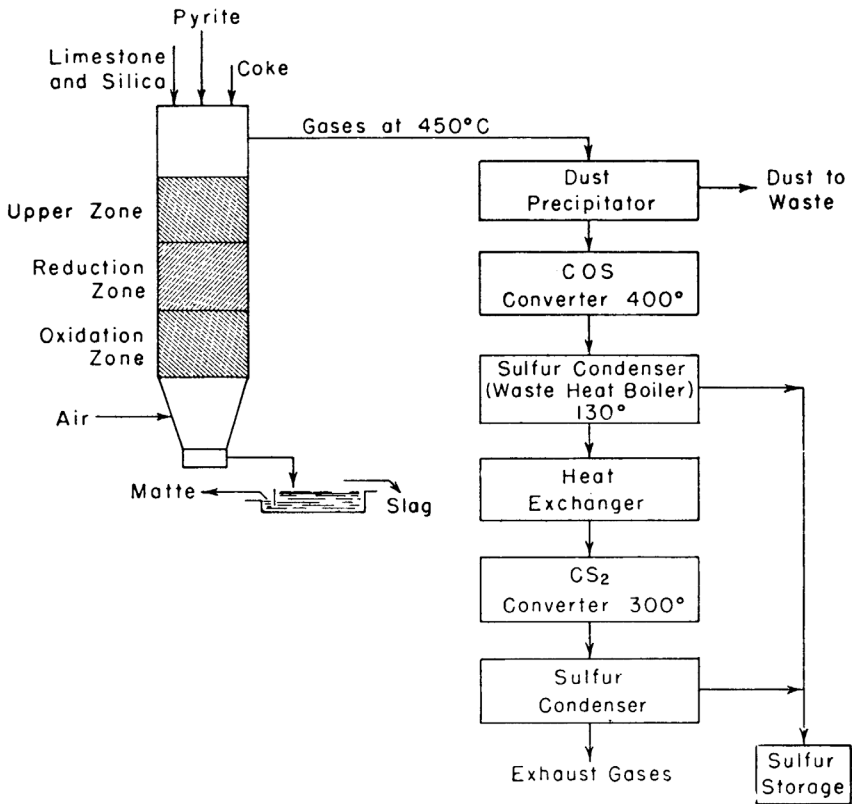 Pyrite
Limestone
and Silica
Coke
Gases at 450°C
Upper Zone
Reduction
Zone
Oxidation
Zone
Air
Matte
Slag
Dust
Precipitator
Dust to
Waste
COS
Converter 400°
Sulfur Condenser
(Waste Heat Boiler)
130°
Heat
Exchanger
CS₂
Converter 300°
Sulfur
Condenser
Exhaust Gases
Sulfur
Storage